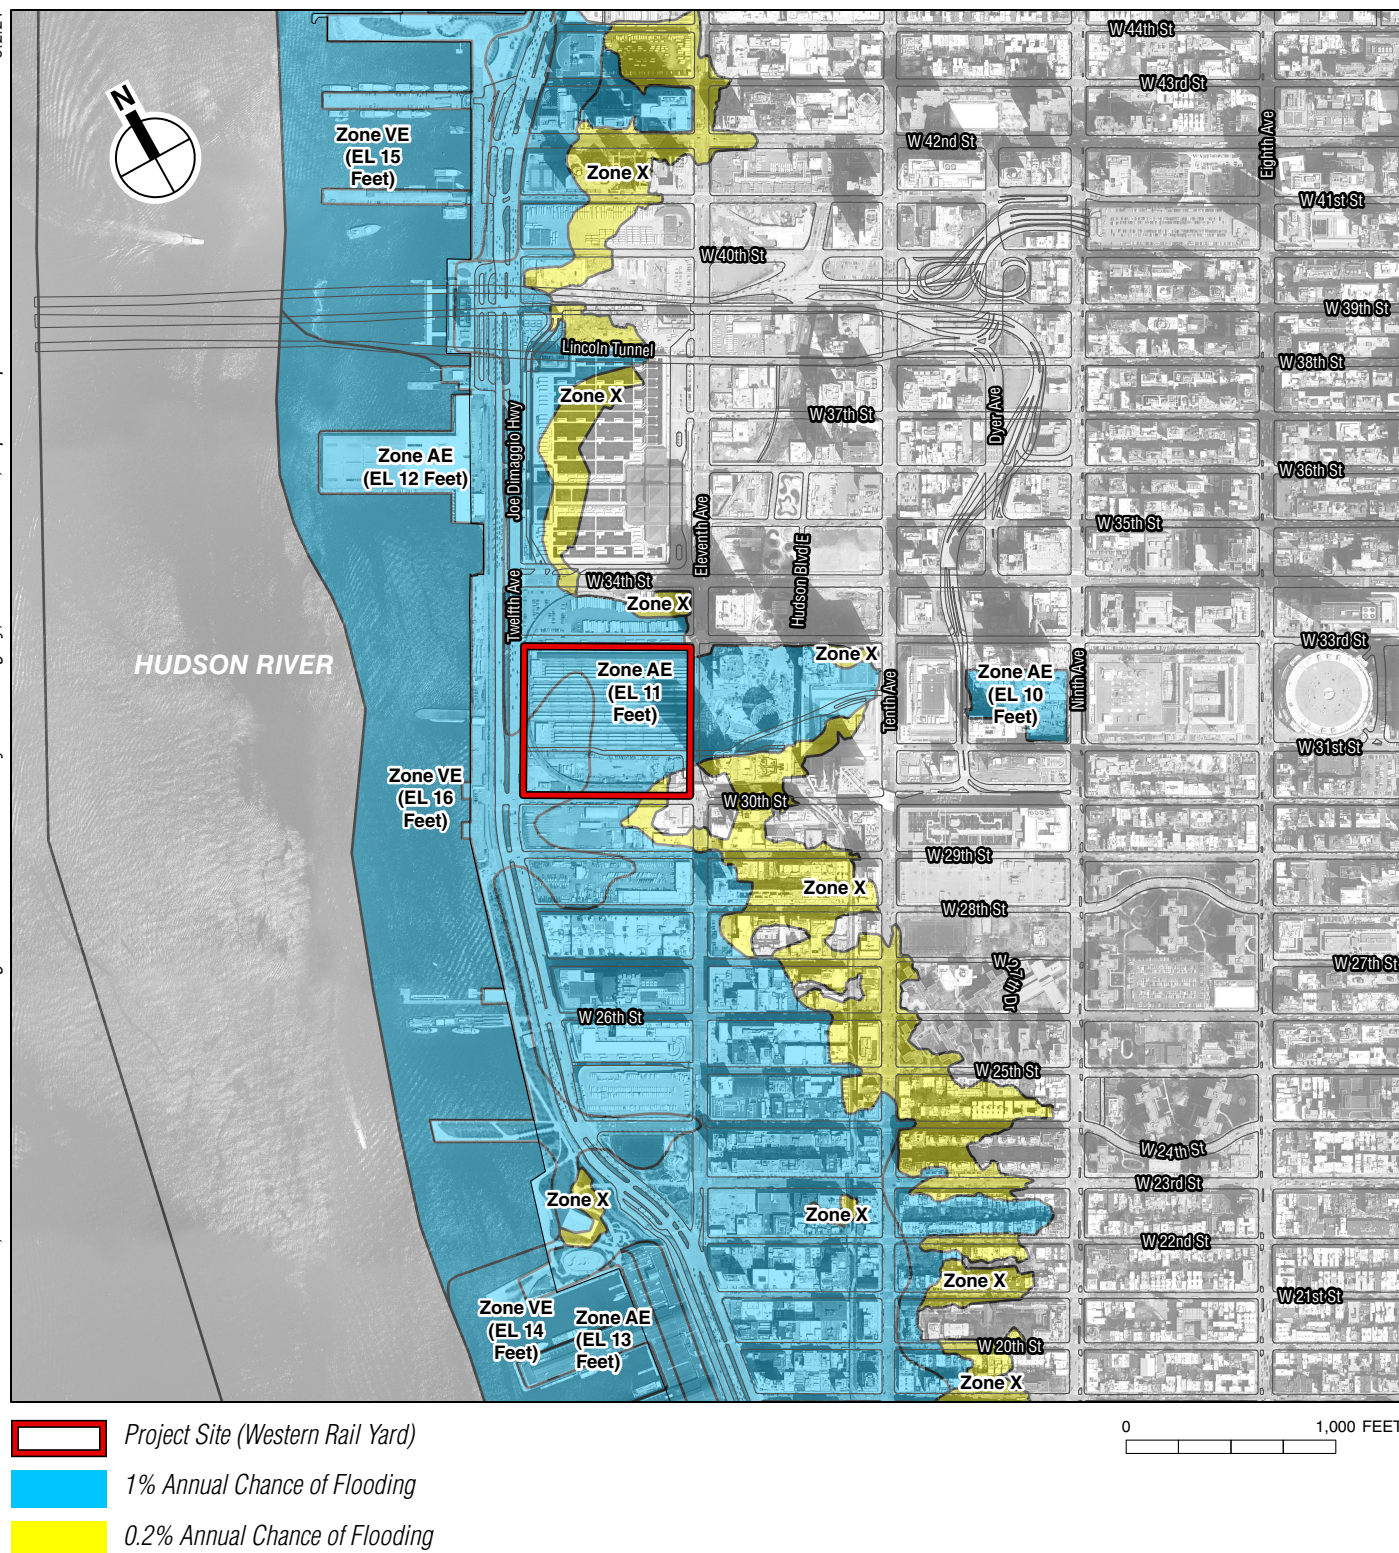 W 44th St
W 43rd St
N
Zone VE
(EL 15
Feet)
W 42nd St
Eighth Ave
Zone X
W 41st St
W 40th St
W 39th St
Lincoln Tunnel
W 38th St
Zone X
Joe Dimaggio Hwy
W 37th St
Dyer Ave
Zone AE
(EL 12 Feet)
W 36th St
Eleventh Ave
W 35th St
Hudson Blvd E
Twelfth Ave
W 34th St
Zone X
W 33rd St
HUDSON RIVER
Zone AE
(EL 11
Feet)
Zone X
Tenth Ave
Zone AE
(EL 10
Feet)
Ninth Ave
W 31st St
Zone VE
(EL 16
Feet)
W 30th St
W 29th St
Zone X
W 28th St
W 27th Dr
W 27th St
W 26th St
W 25th St
W 24th St
W 23rd St
Zone X
Zone X
W 22nd St
Zone X
W 21st St
Zone VE
(EL 14
Feet)
Zone AE
(EL 13
Feet)
W 20th St
Zone X
Project Site (Western Rail Yard)
0 1,000 FEET
1% Annual Chance of Flooding
0.2% Annual Chance of Flooding